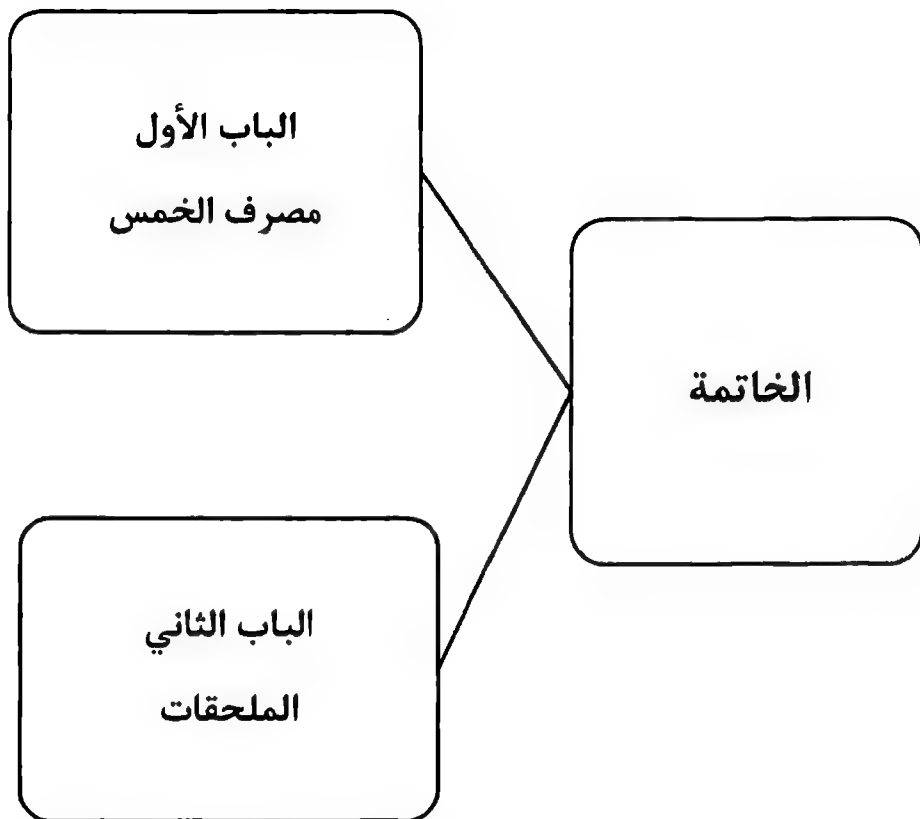 الخاتمة
الباب الأول
مصرف الخمس
الباب الثاني
الملحقات